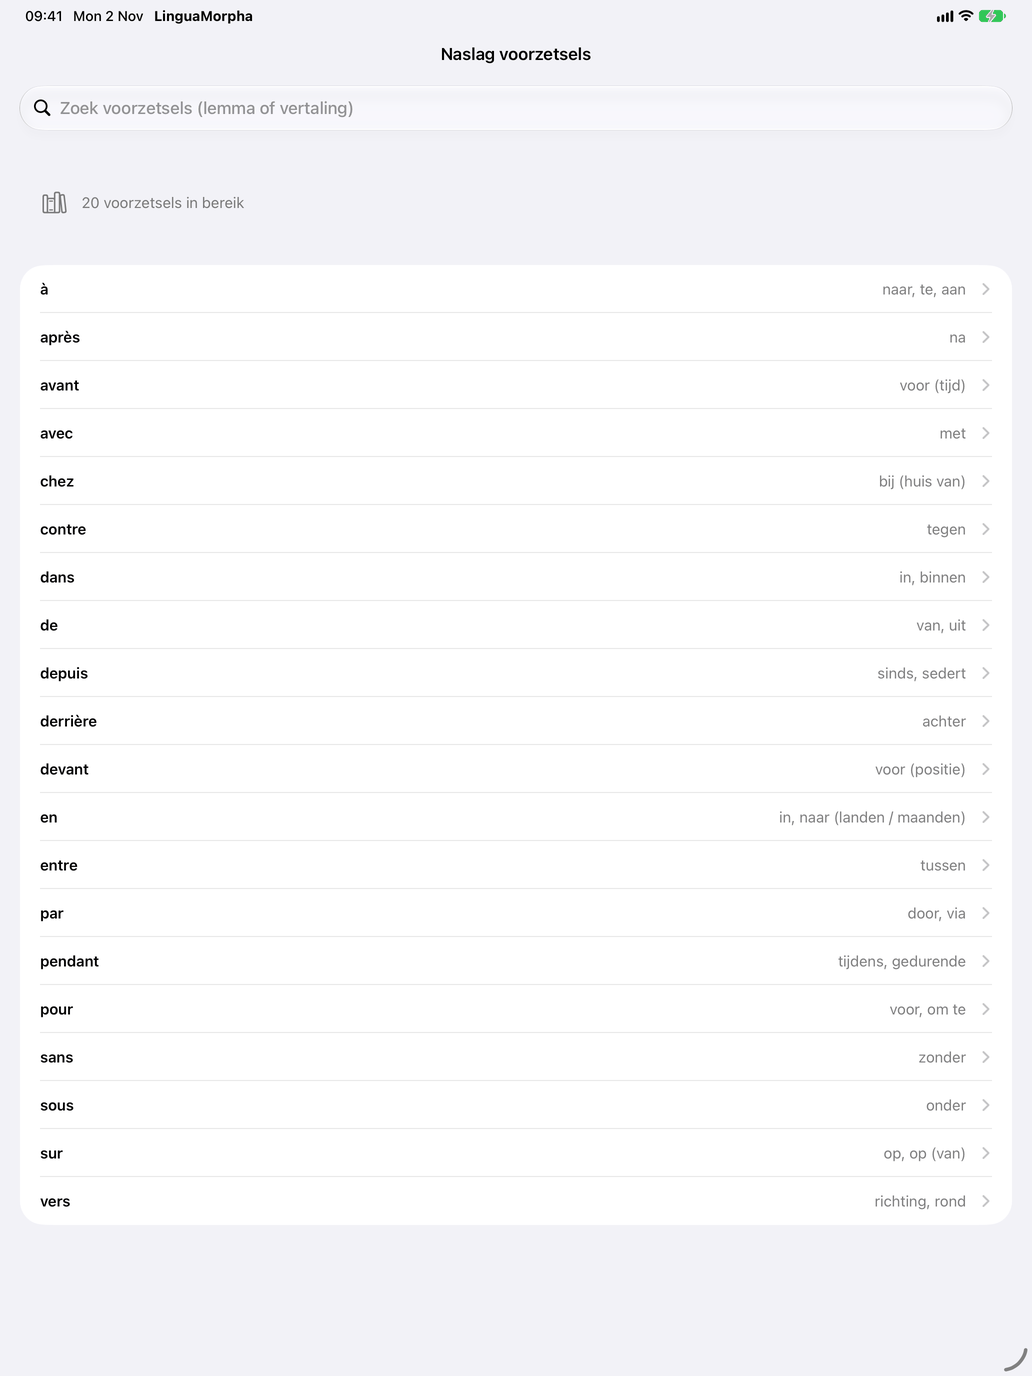 09:41 Mon 2 Nov LinguaMorpha
Naslag voorzetsels
Zoek voorzetsels (lemma of vertaling)
20 voorzetsels in bereik
à naar, te, aan
après na
avant voor (tijd)
avec met
chez bij (huis van)
contre tegen
dans in, binnen
de van, uit
depuis sinds, sedert
derrière achter
devant voor (positie)
en in, naar (landen / maanden)
entre tussen
par door, via
pendant tijdens, gedurende
pour voor, om te
sans zonder
sous onder
sur op, op (van)
vers richting, rond